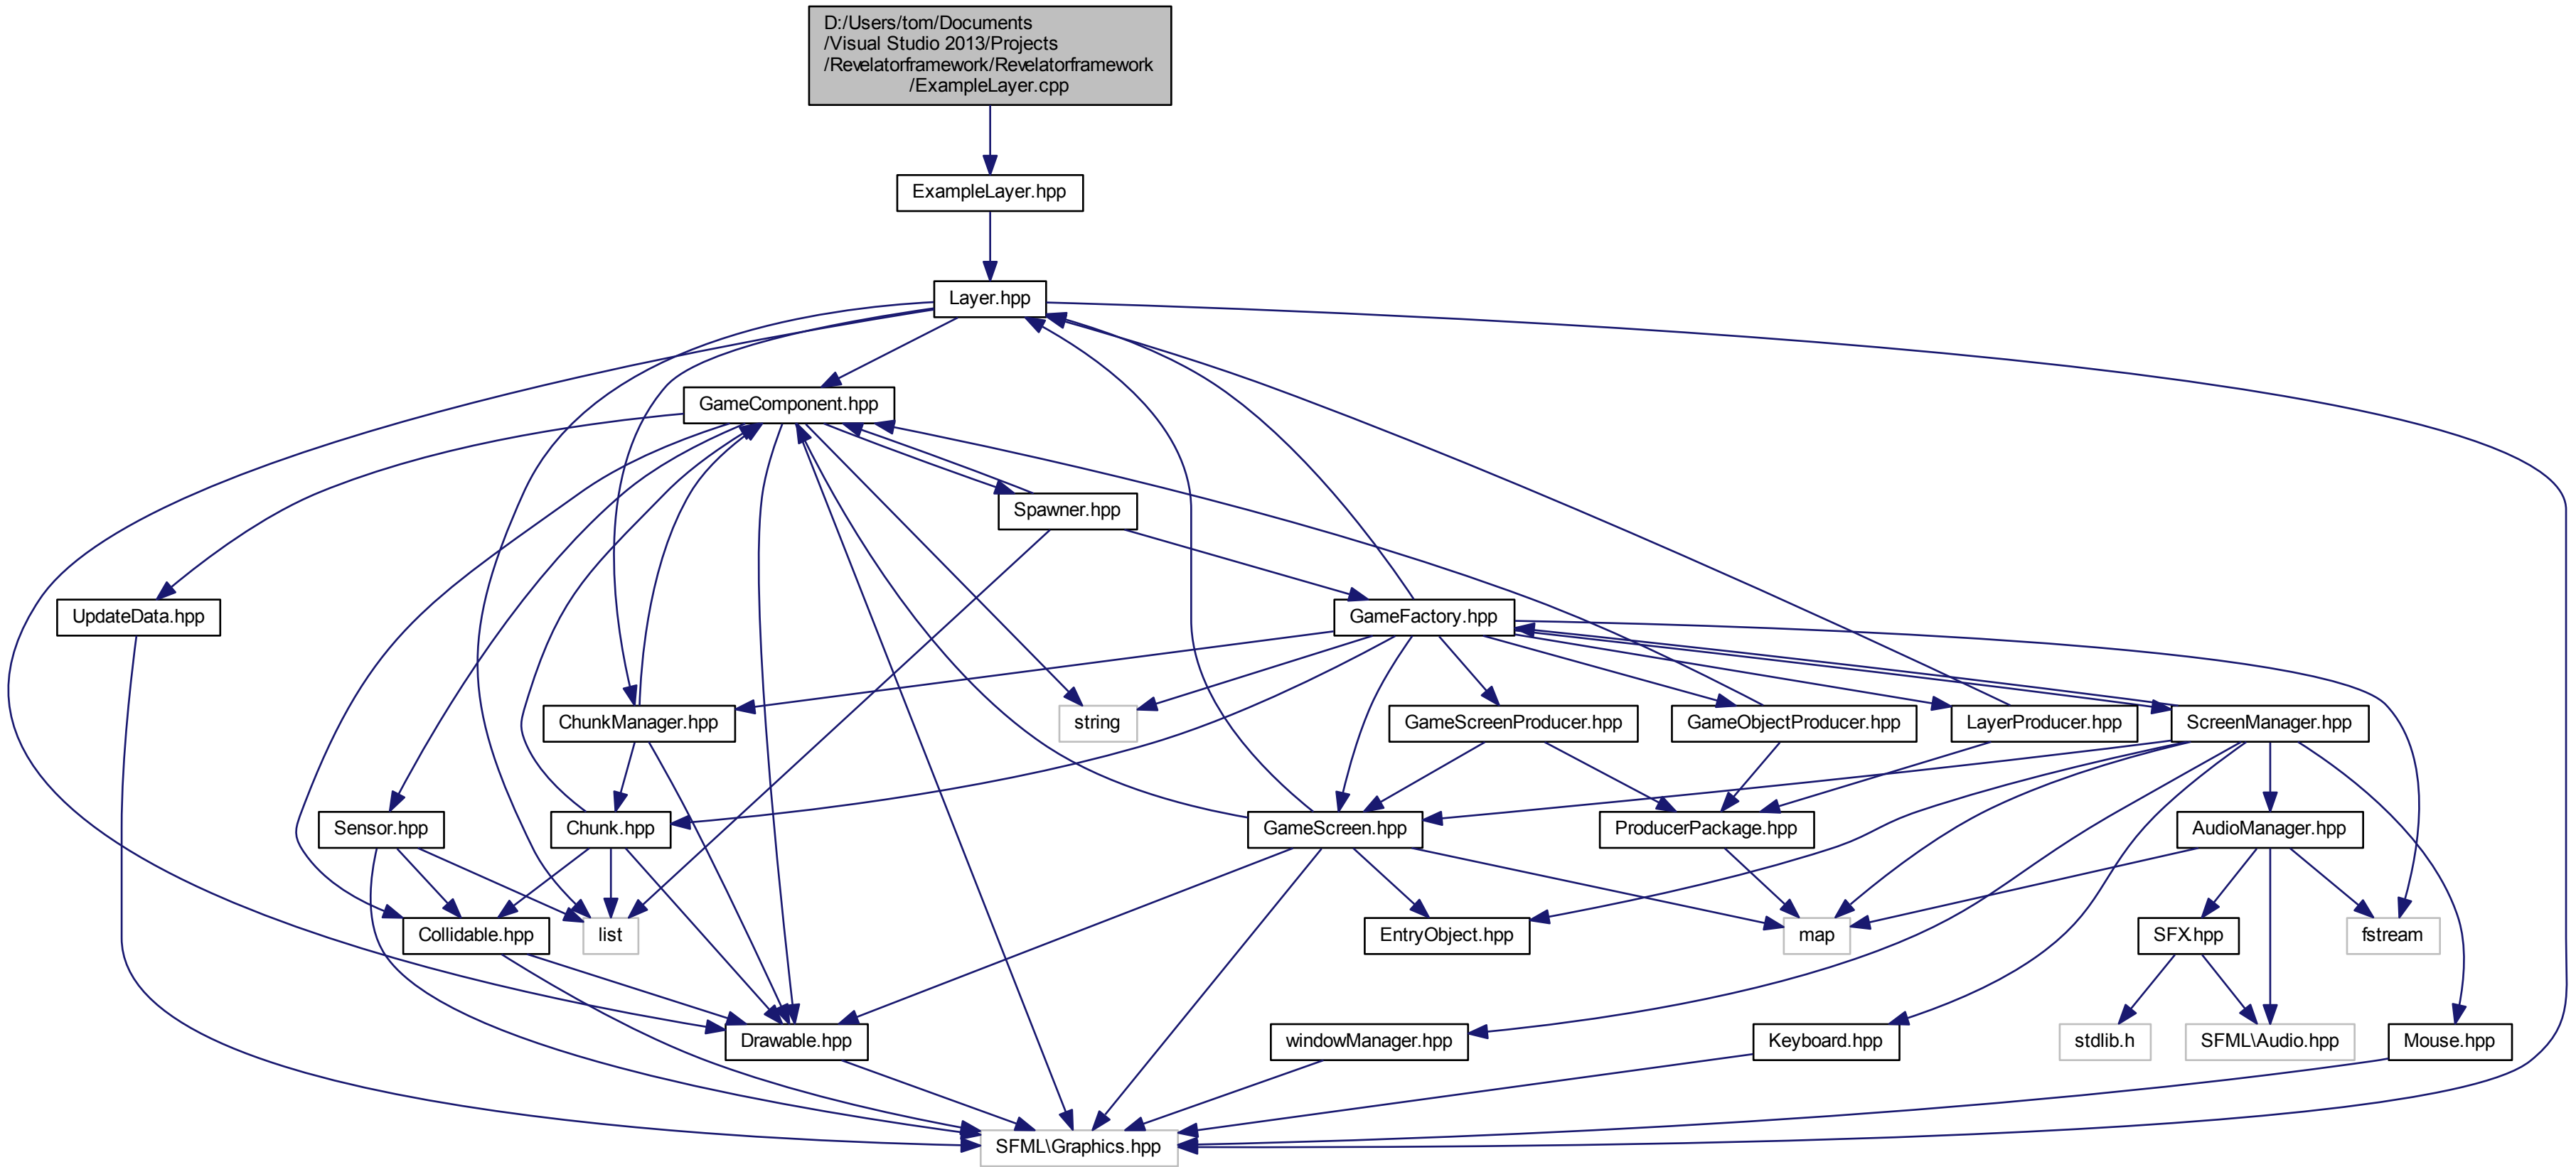 D:/Users/tom/Documents
/Visual Studio 2013/Projects
/Revelatorframework/Revelatorframework
/ExampleLayer.cpp
ExampleLayer.hpp
Layer.hpp
GameComponent.hpp
Spawner.hpp
UpdateData.hpp
GameFactory.hpp
ChunkManager.hpp
string
GameScreenProducer.hpp
GameObjectProducer.hpp
LayerProducer.hpp
ScreenManager.hpp
Sensor.hpp
Chunk.hpp
GameScreen.hpp
ProducerPackage.hpp
AudioManager.hpp
Collidable.hpp
list
EntryObject.hpp
map
SFX.hpp
fstream
Drawable.hpp
windowManager.hpp
Keyboard.hpp
stdlib.h
SFML\Audio.hpp
Mouse.hpp
SFML\Graphics.hpp